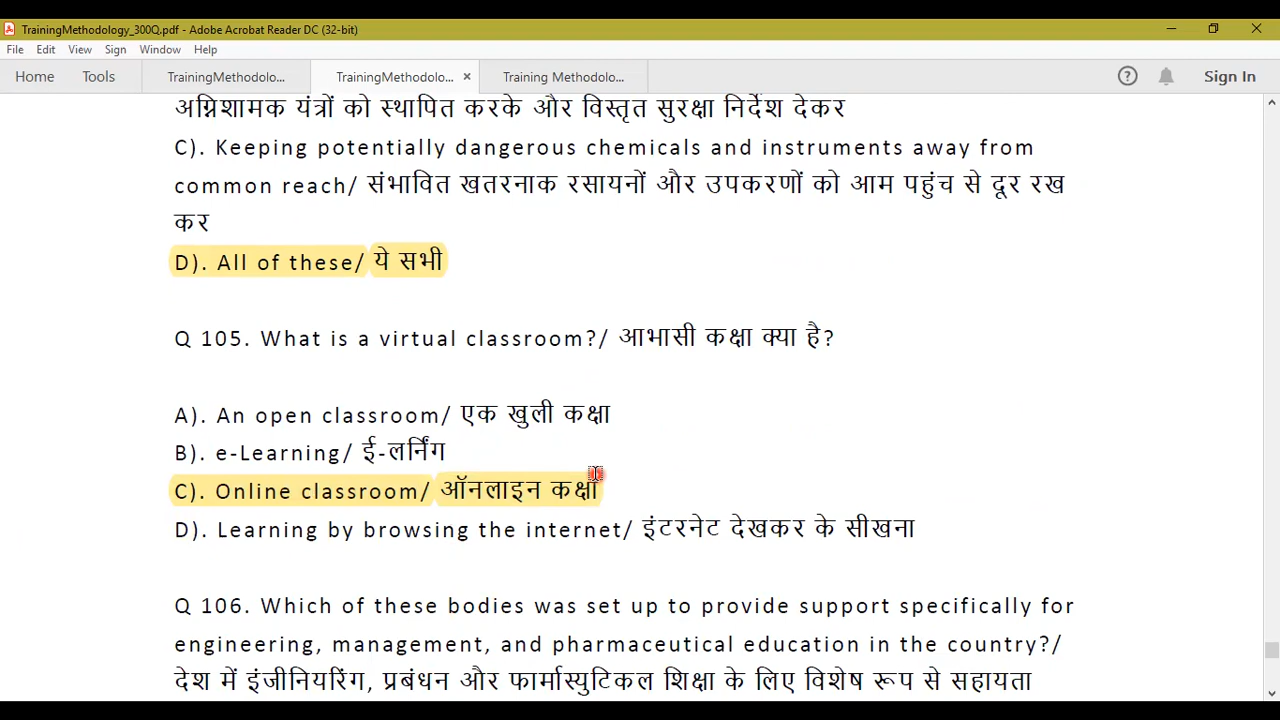 TrainingMethodology_300Q.pdf - Adobe Acrobat Reader DC (32-bit)
File Edit View Sign Window Help
Home Tools TrainingMethodolo... TrainingMethodolo... × Training Methodolo... Sign In
अग्निशामक यंत्रों को स्थापित करके और विस्तृत सुरक्षा निर्देश देकर
C). Keeping potentially dangerous chemicals and instruments away from
common reach/ संभावित खतरनाक रसायनों और उपकरणों को आम पहुंच से दूर रख
कर
D). All of these/ ये सभी
Q 105. What is a virtual classroom?/ आभासी कक्षा क्या है?
A). An open classroom/ एक खुली कक्षा
B). e-Learning/ ई-लर्निंग
C). Online classroom/ ऑनलाइन कक्षा
D). Learning by browsing the internet/ इंटरनेट देखकर के सीखना
Q 106. Which of these bodies was set up to provide support specifically for
engineering, management, and pharmaceutical education in the country?/
देश में इंजीनियरिंग, प्रबंधन और फार्मास्युटिकल शिक्षा के लिए विशेष रूप से सहायता